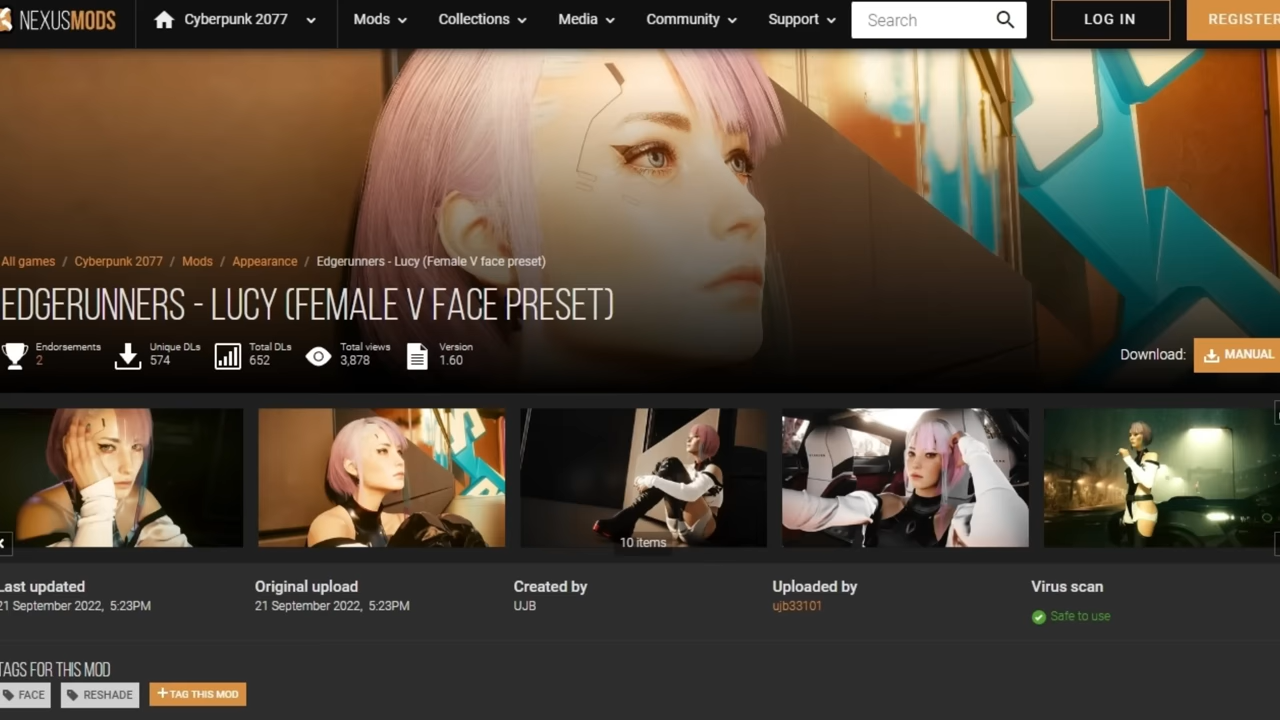 NEXUSMODS
Cyberpunk 2077
Mods
Collections
Media
Community
Support
Search
LOG IN
REGISTER
All games / Cyberpunk 2077 / Mods / Appearance / Edgerunners - Lucy (Female V face preset)
EDGERUNNERS - LUCY (FEMALE V FACE PRESET)
Endorsements
2
Unique DLs
574
Total DLs
652
Total views
3,878
Version
1.60
Download:
MANUAL
10 items
Last updated
21 September 2022, 5:23PM
Original upload
21 September 2022, 5:23PM
Created by
UJB
Uploaded by
ujb33101
Virus scan
Safe to use
TAGS FOR THIS MOD
FACE
RESHADE
+ TAG THIS MOD